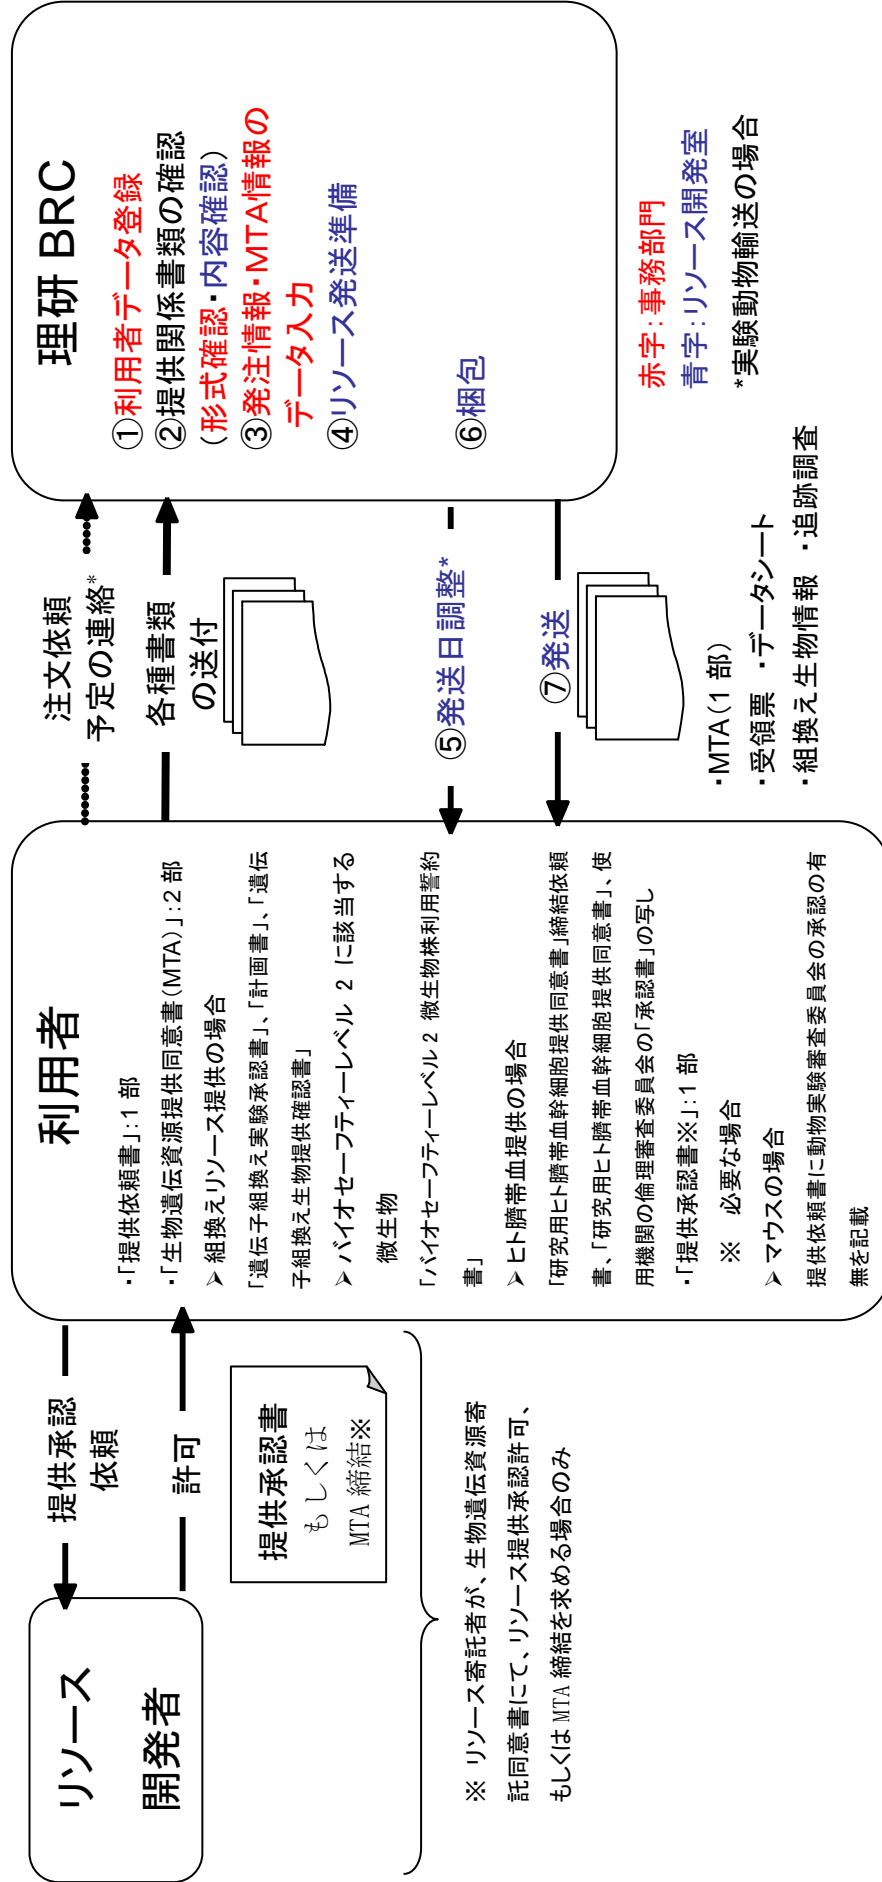 リソース
開発者
提供承認
依頼
許可
提供承認書
もしくは
MTA 締結※
※ リソース寄託者が、生物遺伝資源寄
託同意書にて、リソース提供承認許可、
もしくは MTA 締結を求める場合のみ
利用者
・「提供依頼書」:1 部
・「生物遺伝資源提供同意書(MTA)」:2 部
➢ 組換えリソース提供の場合
「遺伝子組換え実験承認書」、「計画書」、「遺伝
子組換え生物提供確認書」
➢ バイオセーフティーレベル 2 に該当する
微生物
「バイオセーフティーレベル 2 微生物株利用誓約
書」
➢ ヒト臍帯血提供の場合
「研究用ヒト臍帯血幹細胞提供同意書」締結依頼
書、「研究用ヒト臍帯血幹細胞提供同意書」、使
用機関の倫理審査委員会の「承認書」の写し
・「提供承認書※」:1 部
※ 必要な場合
➢ マウスの場合
提供依頼書に動物実験審査委員会の承認の有
無を記載
注文依頼
予定の連絡*
各種書類
の送付
⑤発送日調整*
⑦発送
・MTA(1 部)
・受領票 ・データシート
・組換え生物情報 ・追跡調査
理研 BRC
①利用者データ登録
②提供関係書類の確認
(形式確認・内容確認)
③発注情報・MTA情報の
データ入力
④リソース発送準備
⑥梱包
赤字:事務部門
青字:リソース開発室
*実験動物輸送の場合